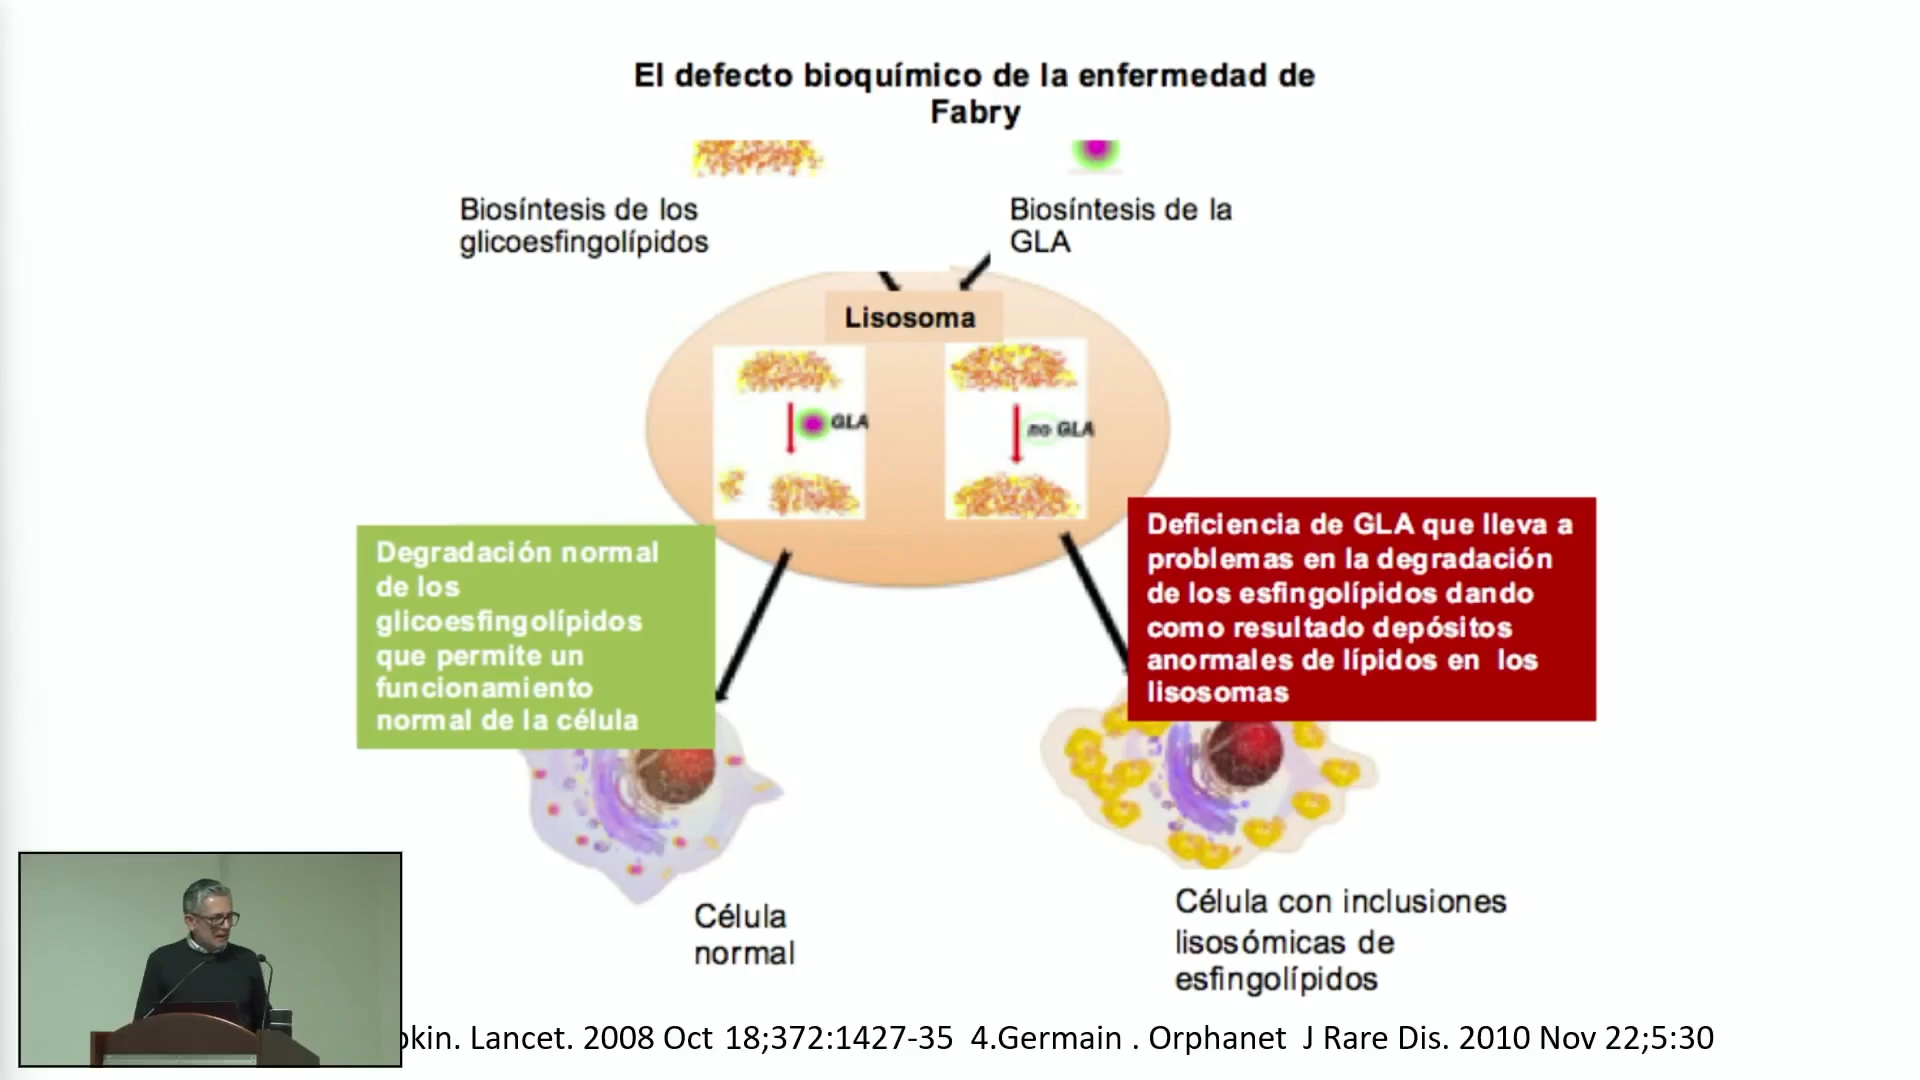 El defecto bioquímico de la enfermedad de
Fabry
Biosíntesis de los
glicoesfingolípidos
Biosíntesis de la
GLA
Lisosoma
GLA
no GLA
Degradación normal
de los
glicoesfingolípidos
que permite un
funcionamiento
normal de la célula
Deficiencia de GLA que lleva a
problemas en la degradación
de los esfingolípidos dando
como resultado depósitos
anormales de lípidos en los
lisosomas
Célula
normal
Célula con inclusiones
lisosómicas de
esfingolípidos
Lancet. 2008 Oct 18;372:1427-35 4.Germain . Orphanet J Rare Dis. 2010 Nov 22;5:30